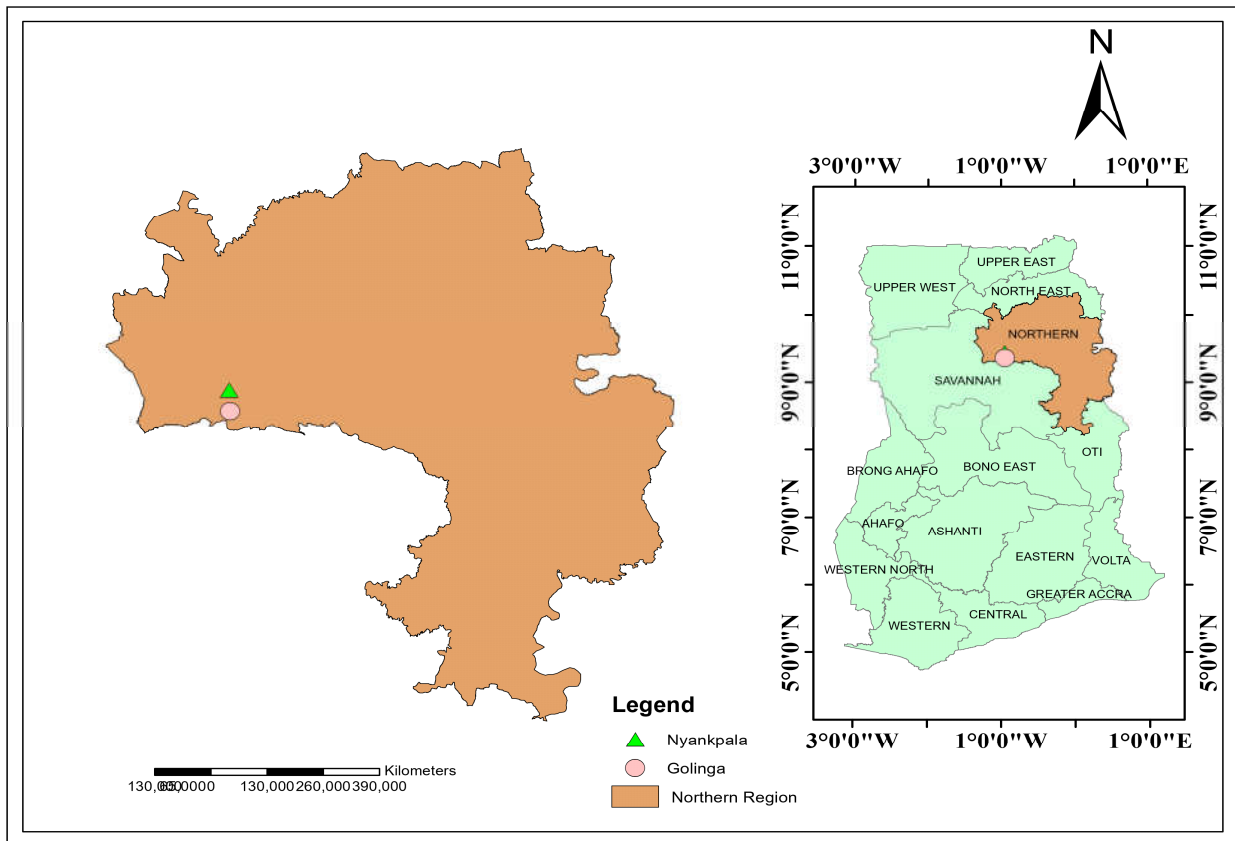 N
3°0'0"W 1°0'0"W 1°0'0"E
11°0'0"N
9°0'0"N
7°0'0"N
5°0'0"N
11°0'0"N
9°0'0"N
7°0'0"N
5°0'0"N
UPPER EAST
UPPER WEST
NORTH EAST
NORTHERN
SAVANNAH
OTI
BRONG AHAFO
BONO EAST
AHAFO
ASHANTI
EASTERN
VOLTA
WESTERN NORTH
GREATER ACCRA
CENTRAL
WESTERN
3°0'0"W 1°0'0"W 1°0'0"E
Legend
Nyankpala
Golinga
Northern Region
Kilometers
130,000 260,000 390,000